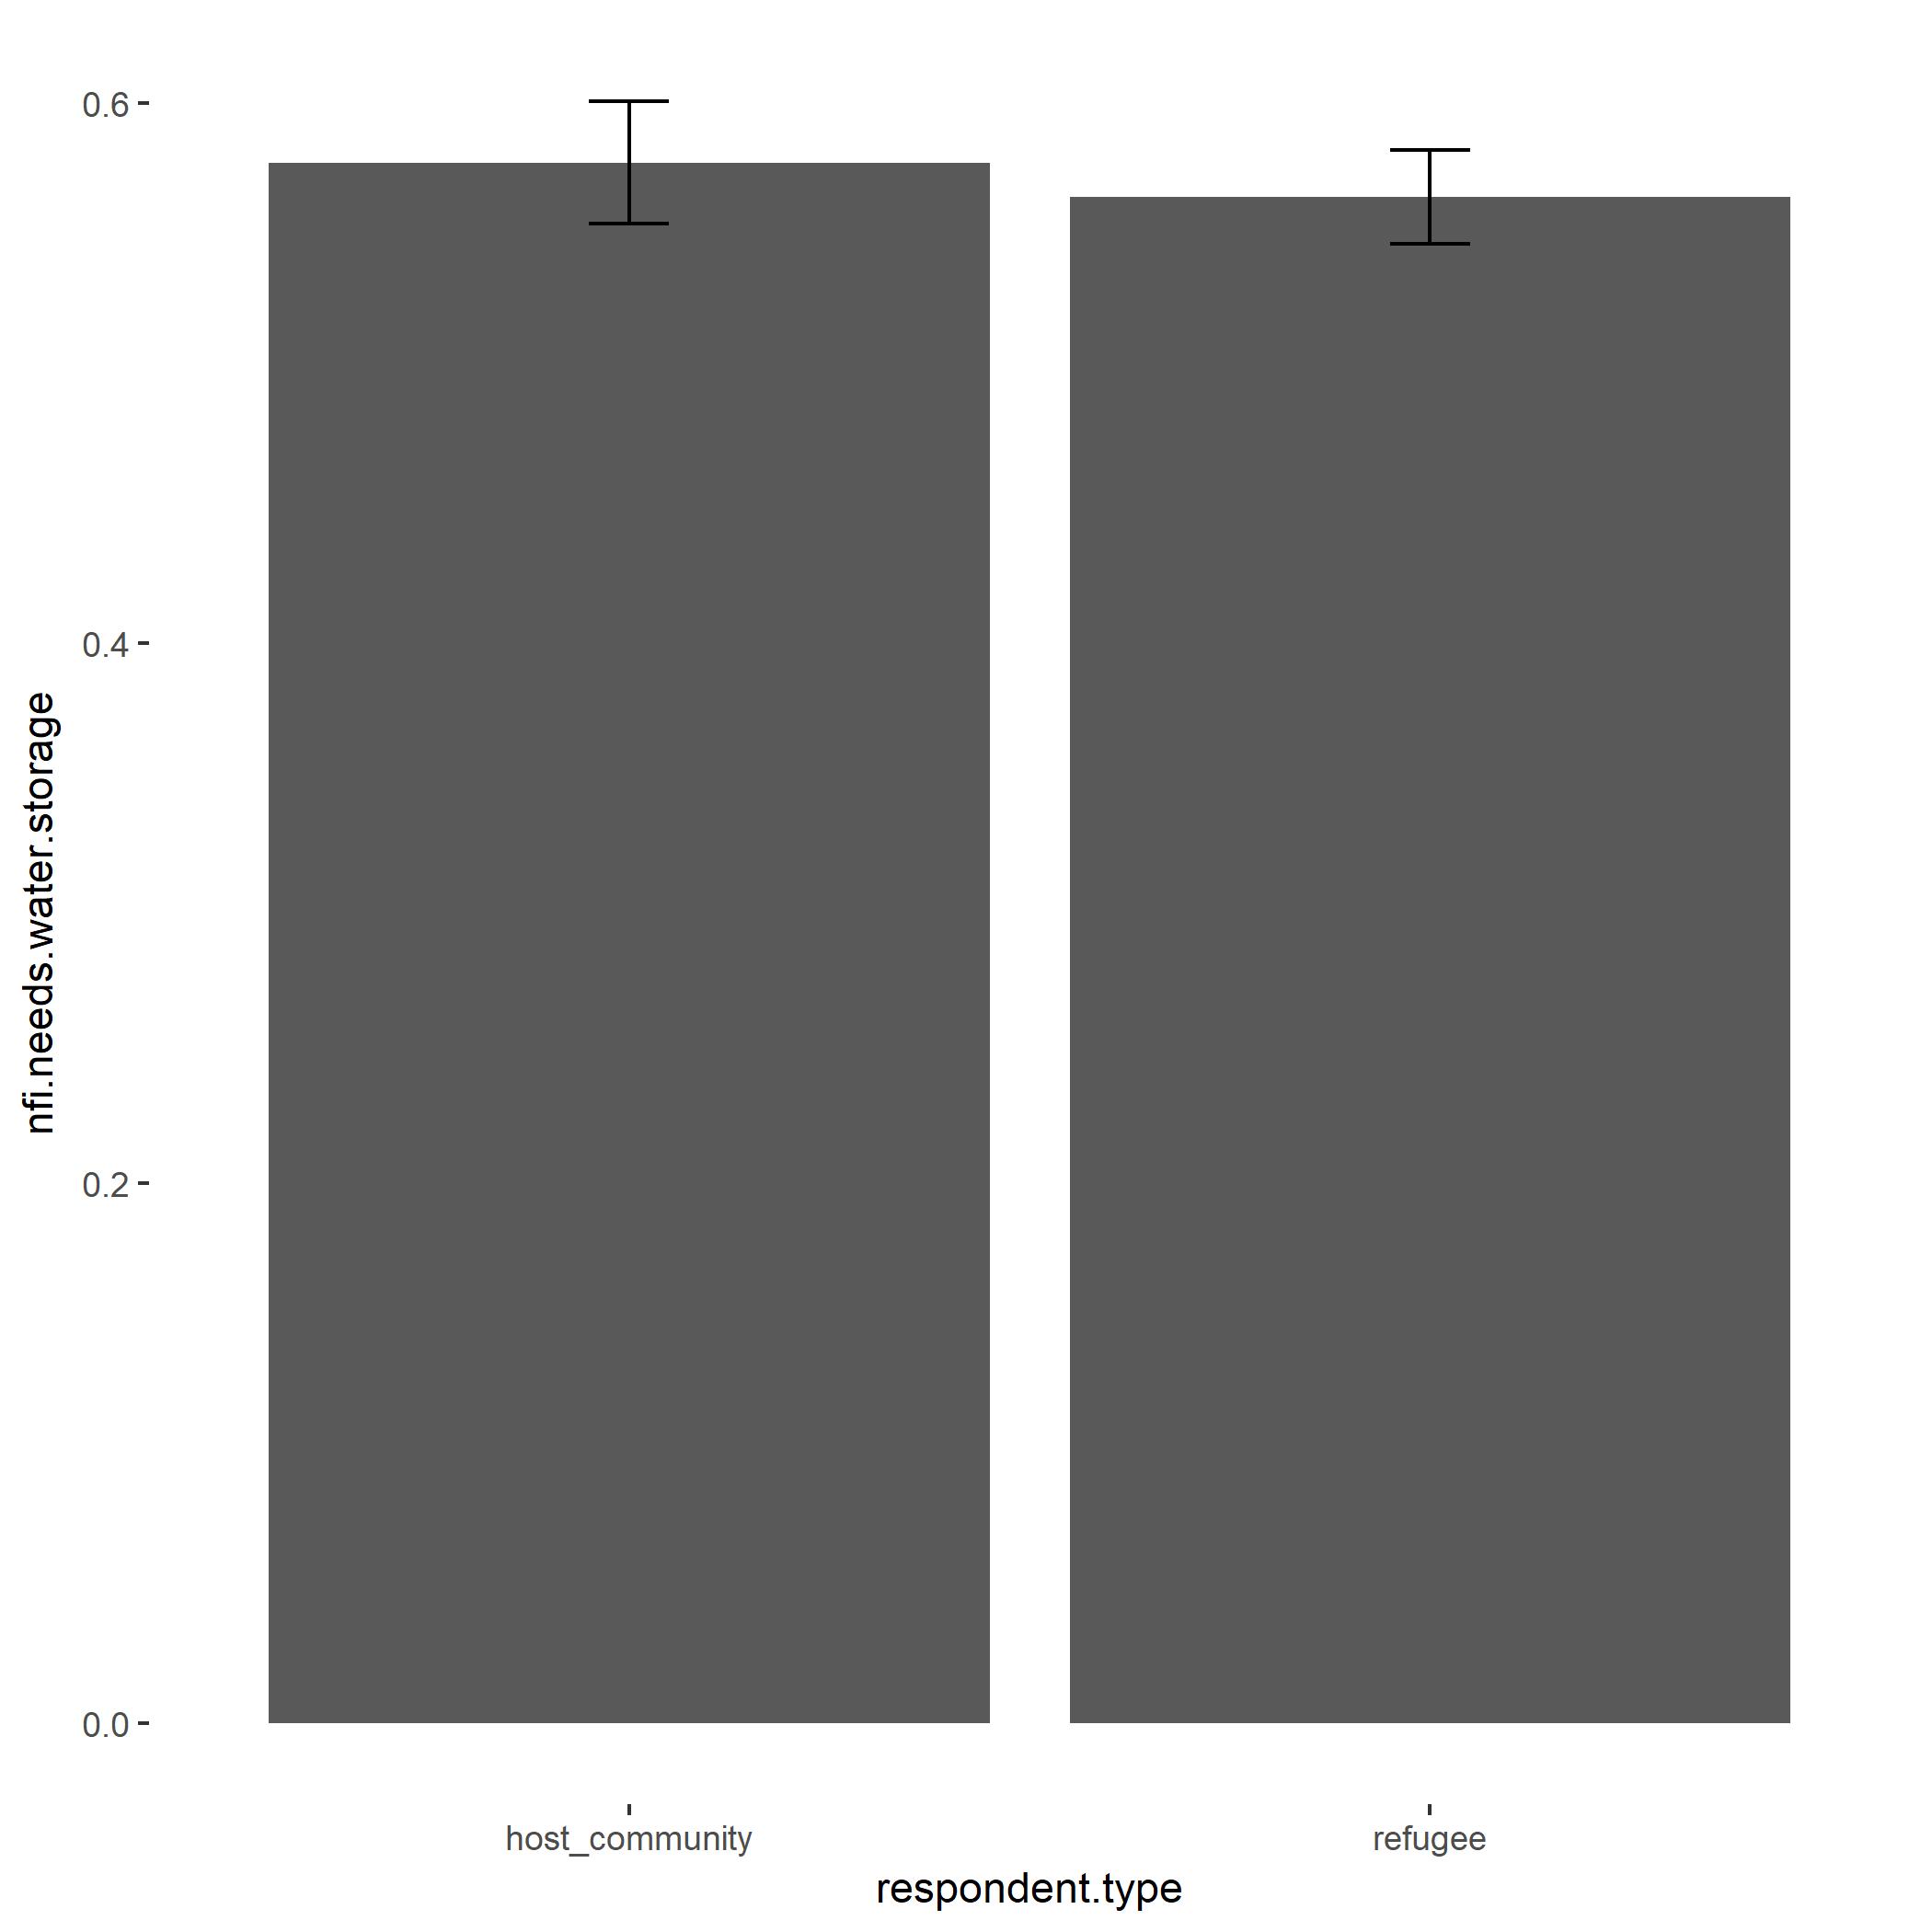 nfi.needs.water.storage
0.6
0.4
0.2
0.0
host_community
refugee
respondent.type